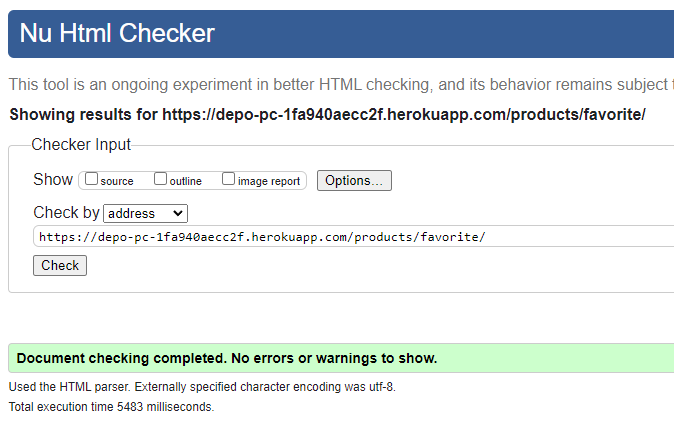 Nu Html Checker
This tool is an ongoing experiment in better HTML checking, and its behavior remains subject
Showing results for https://depo-pc-1fa940aecc2f.herokuapp.com/products/favorite/
Checker Input
Show source outline image report Options...
Check by address
https://depo-pc-1fa940aecc2f.herokuapp.com/products/favorite/
Check
Document checking completed. No errors or warnings to show.
Used the HTML parser. Externally specified character encoding was utf-8.
Total execution time 5483 milliseconds.